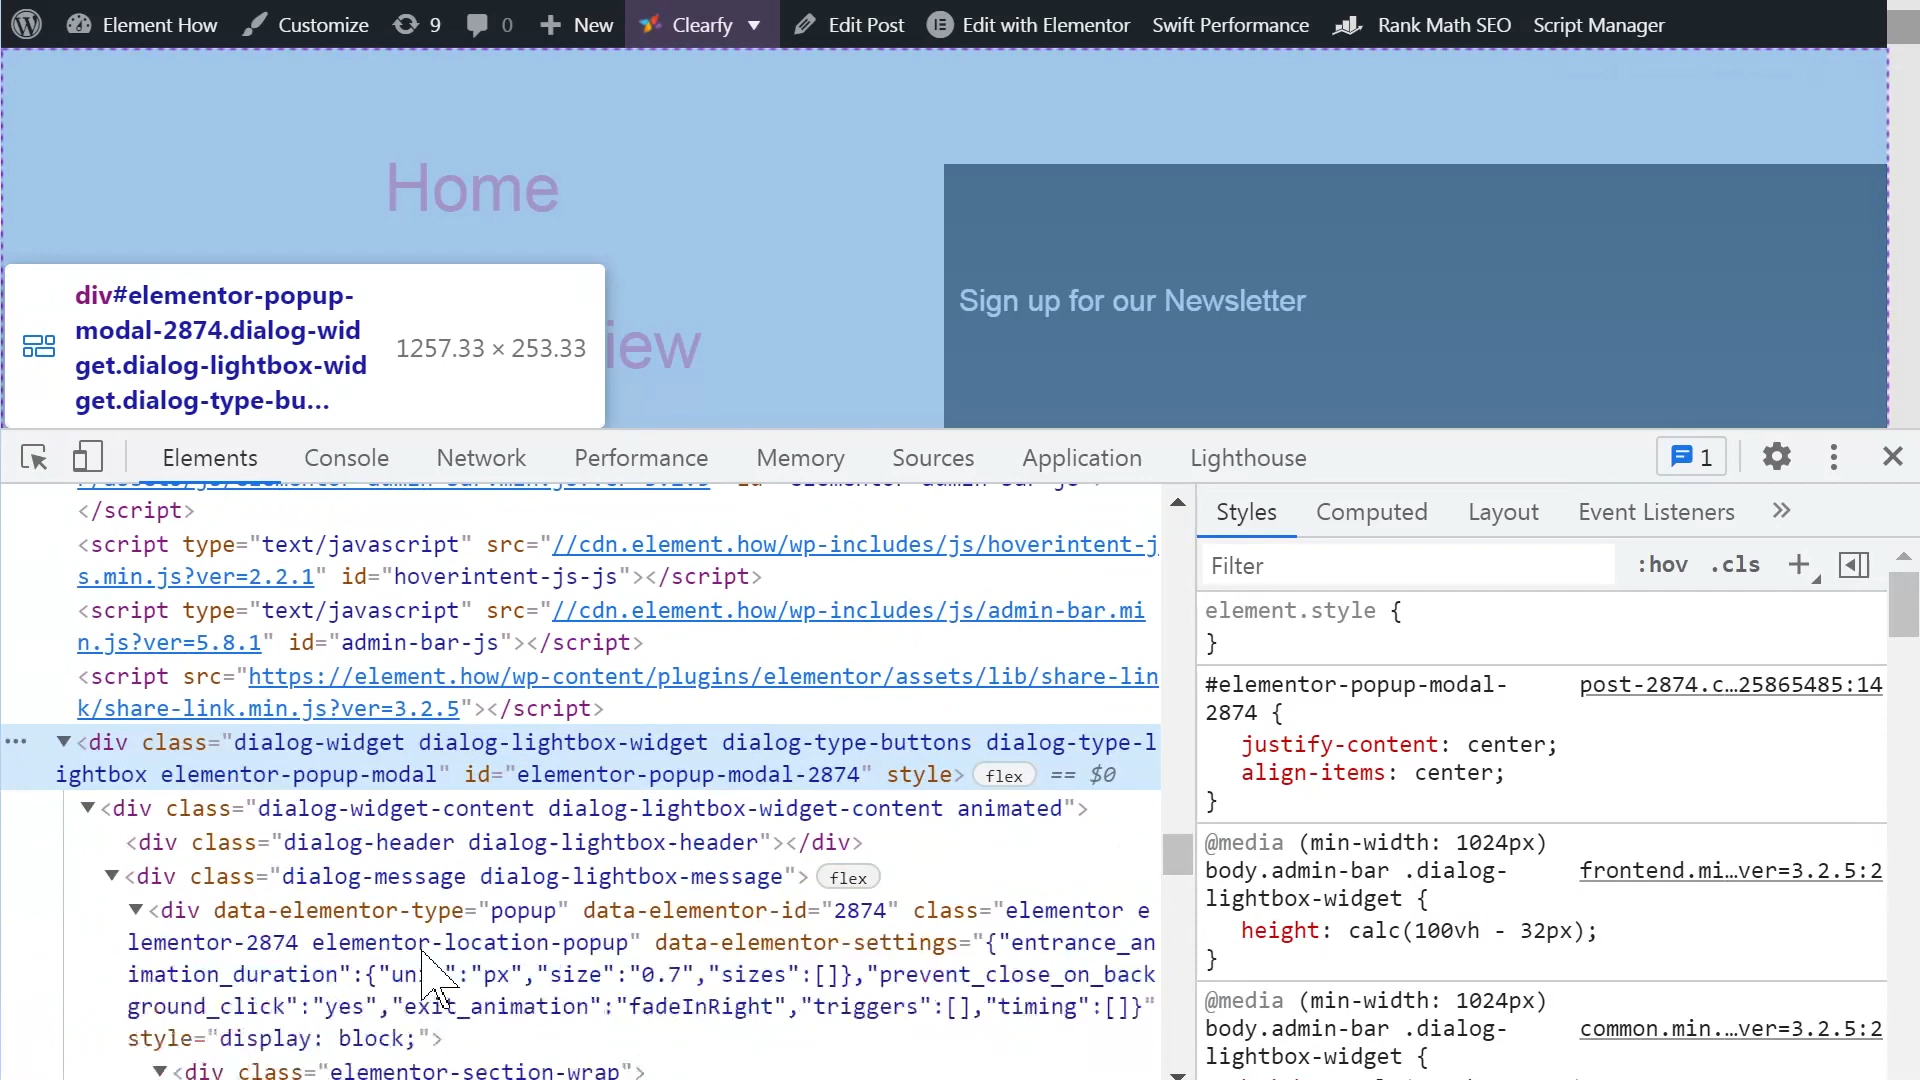 Element How Customize 9 0 New Clearfy Edit Post Edit with Elementor Swift Performance Rank Math SEO Script Manager
Home
Sign up for our Newsletter
div#elementor-popup-
modal-2874.dialog-wid
get.dialog-lightbox-wid
get.dialog-type-bu...
1257.33 × 253.33
iew
Elements Console Network Performance Memory Sources Application Lighthouse 1
</script>
<script type="text/javascript" src="//cdn.element.how/wp-includes/js/hoverintent-j
s.min.js?ver=2.2.1" id="hoverintent-js-js"></script>
<script type="text/javascript" src="//cdn.element.how/wp-includes/js/admin-bar.mi
n.js?ver=5.8.1" id="admin-bar-js"></script>
<script src="https://element.how/wp-content/plugins/elementor/assets/lib/share-lin
k/share-link.min.js?ver=3.2.5"></script>
<div class="dialog-widget dialog-lightbox-widget dialog-type-buttons dialog-type-l
ightbox elementor-popup-modal" id="elementor-popup-modal-2874" style> flex == $0
<div class="dialog-widget-content dialog-lightbox-widget-content animated">
<div class="dialog-header dialog-lightbox-header"></div>
<div class="dialog-message dialog-lightbox-message"> flex
<div data-elementor-type="popup" data-elementor-id="2874" class="elementor e
lementor-2874 elementor-location-popup" data-elementor-settings="{"entrance_an
imation_duration":{"un :"px","size":"0.7","sizes":[]},"prevent_close_on_back
ground_click":"yes","exit_animation":"fadeInRight","triggers":[],"timing":[]}"
style="display: block;">
<div class="elementor-section-wrap">
Styles Computed Layout Event Listeners
Filter :hov .cls
element.style {
}
#elementor-popup-modal- post-2874.c…25865485:14
2874 {
justify-content: center;
align-items: center;
}
@media (min-width: 1024px)
body.admin-bar .dialog- frontend.mi…ver=3.2.5:2
lightbox-widget {
height: calc(100vh - 32px);
}
@media (min-width: 1024px)
body.admin-bar .dialog- common.min.…ver=3.2.5:2
lightbox-widget {